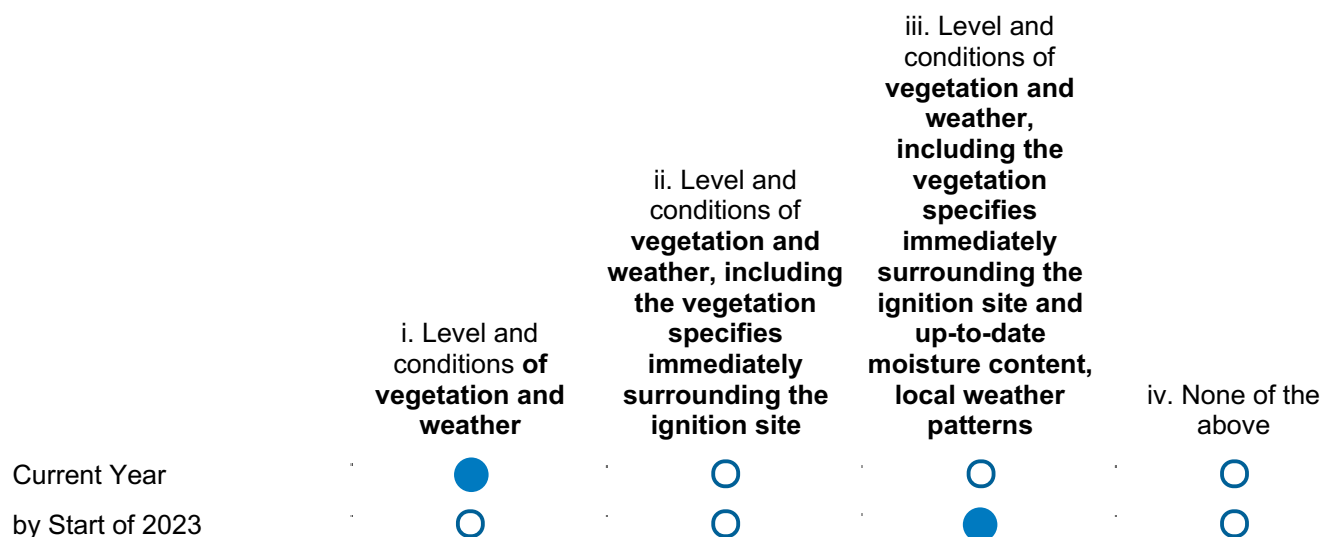 i. Level and
conditions of
vegetation and
weather
ii. Level and
conditions of
vegetation and
weather, including
the vegetation
specifies
immediately
surrounding the
ignition site
iii. Level and
conditions of
vegetation and
weather,
including the
vegetation
specifies
immediately
surrounding the
ignition site and
up-to-date
moisture content,
local weather
patterns
iv. None of the
above
Current Year
by Start of 2023